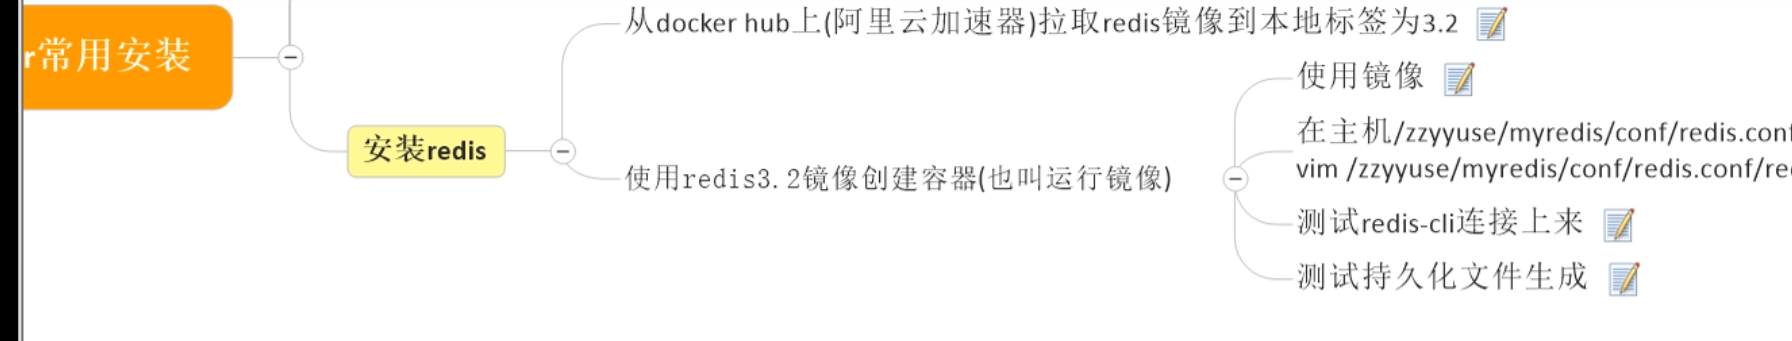 从docker hub上(阿里云加速器)拉取redis镜像到本地标签为3.2
r常用安装
使用镜像
在主机/zzyyuse/myredis/conf/redis.conf
vim /zzyyuse/myredis/conf/redis.conf/re
安装redis
使用redis3.2镜像创建容器(也叫运行镜像)
测试redis-cli连接上来
测试持久化文件生成